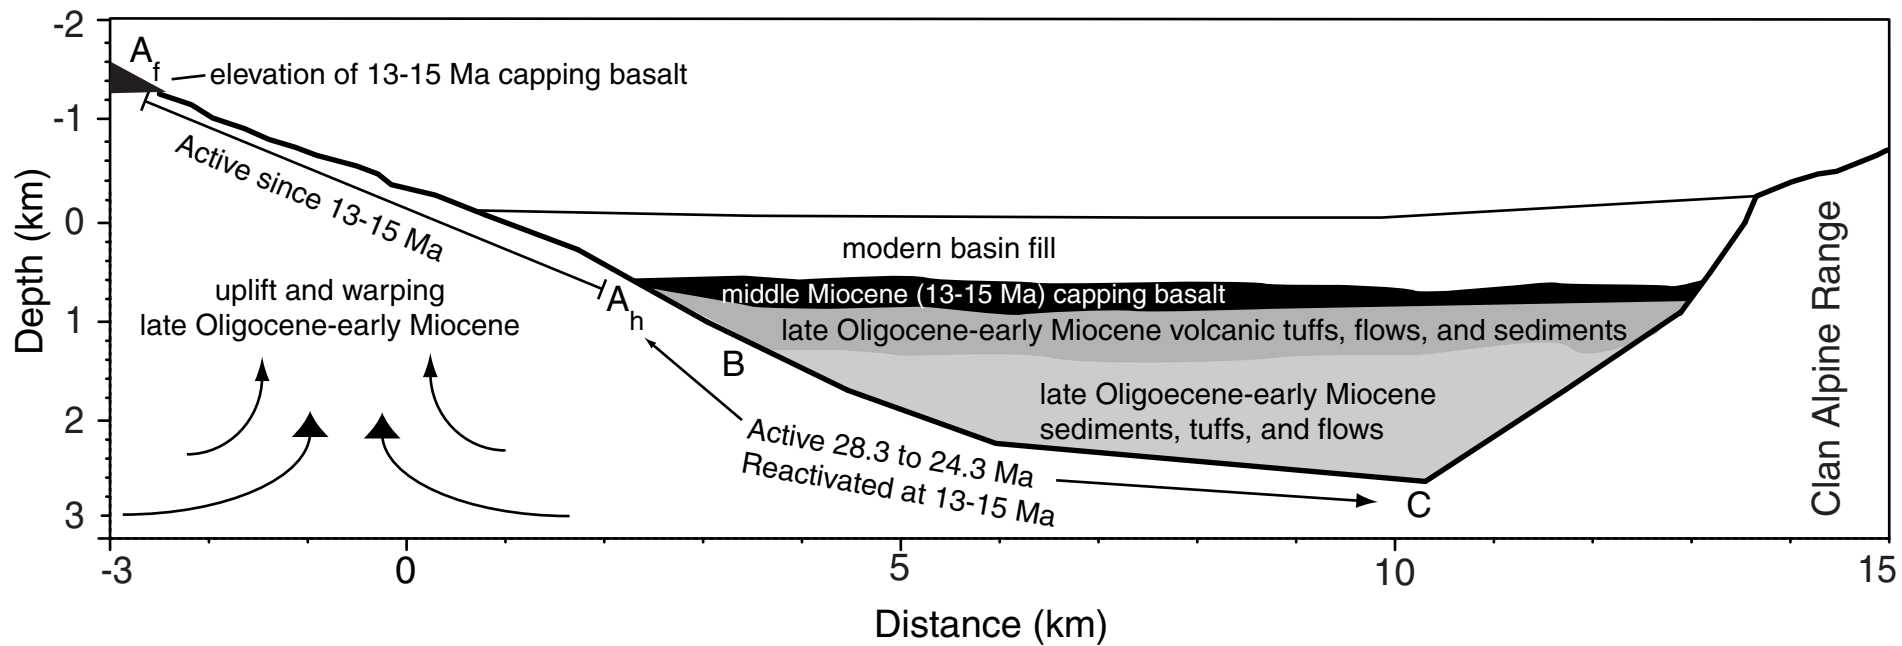 -2
-1
0
1
2
3
Depth (km)
A
f
elevation of 13-15 Ma capping basalt
Active since 13-15 Ma
uplift and warping
late Oligocene-early Miocene
A
h
B
C
modern basin fill
middle Miocene (13-15 Ma) capping basalt
late Oligocene-early Miocene volcanic tuffs, flows, and sediments
late Oligoecene-early Miocene
sediments, tuffs, and flows
Active 28.3 to 24.3 Ma
Reactivated at 13-15 Ma
Clan Alpine Range
-3
0
5
10
15
Distance (km)